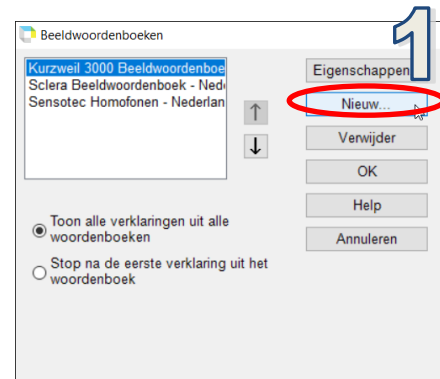 Beeldwoordenboeken
1
Kurzweil 3000 Beeldwoordenboe
Sclera Beeldwoordenboek - Nede
Sensotec Homofonen - Nederlan
Eigenschappen
Nieuw...
Verwijder
OK
Help
Annuleren
Toon alle verklaringen uit alle
woordenboeken
Stop na de eerste verklaring uit het
woordenboek